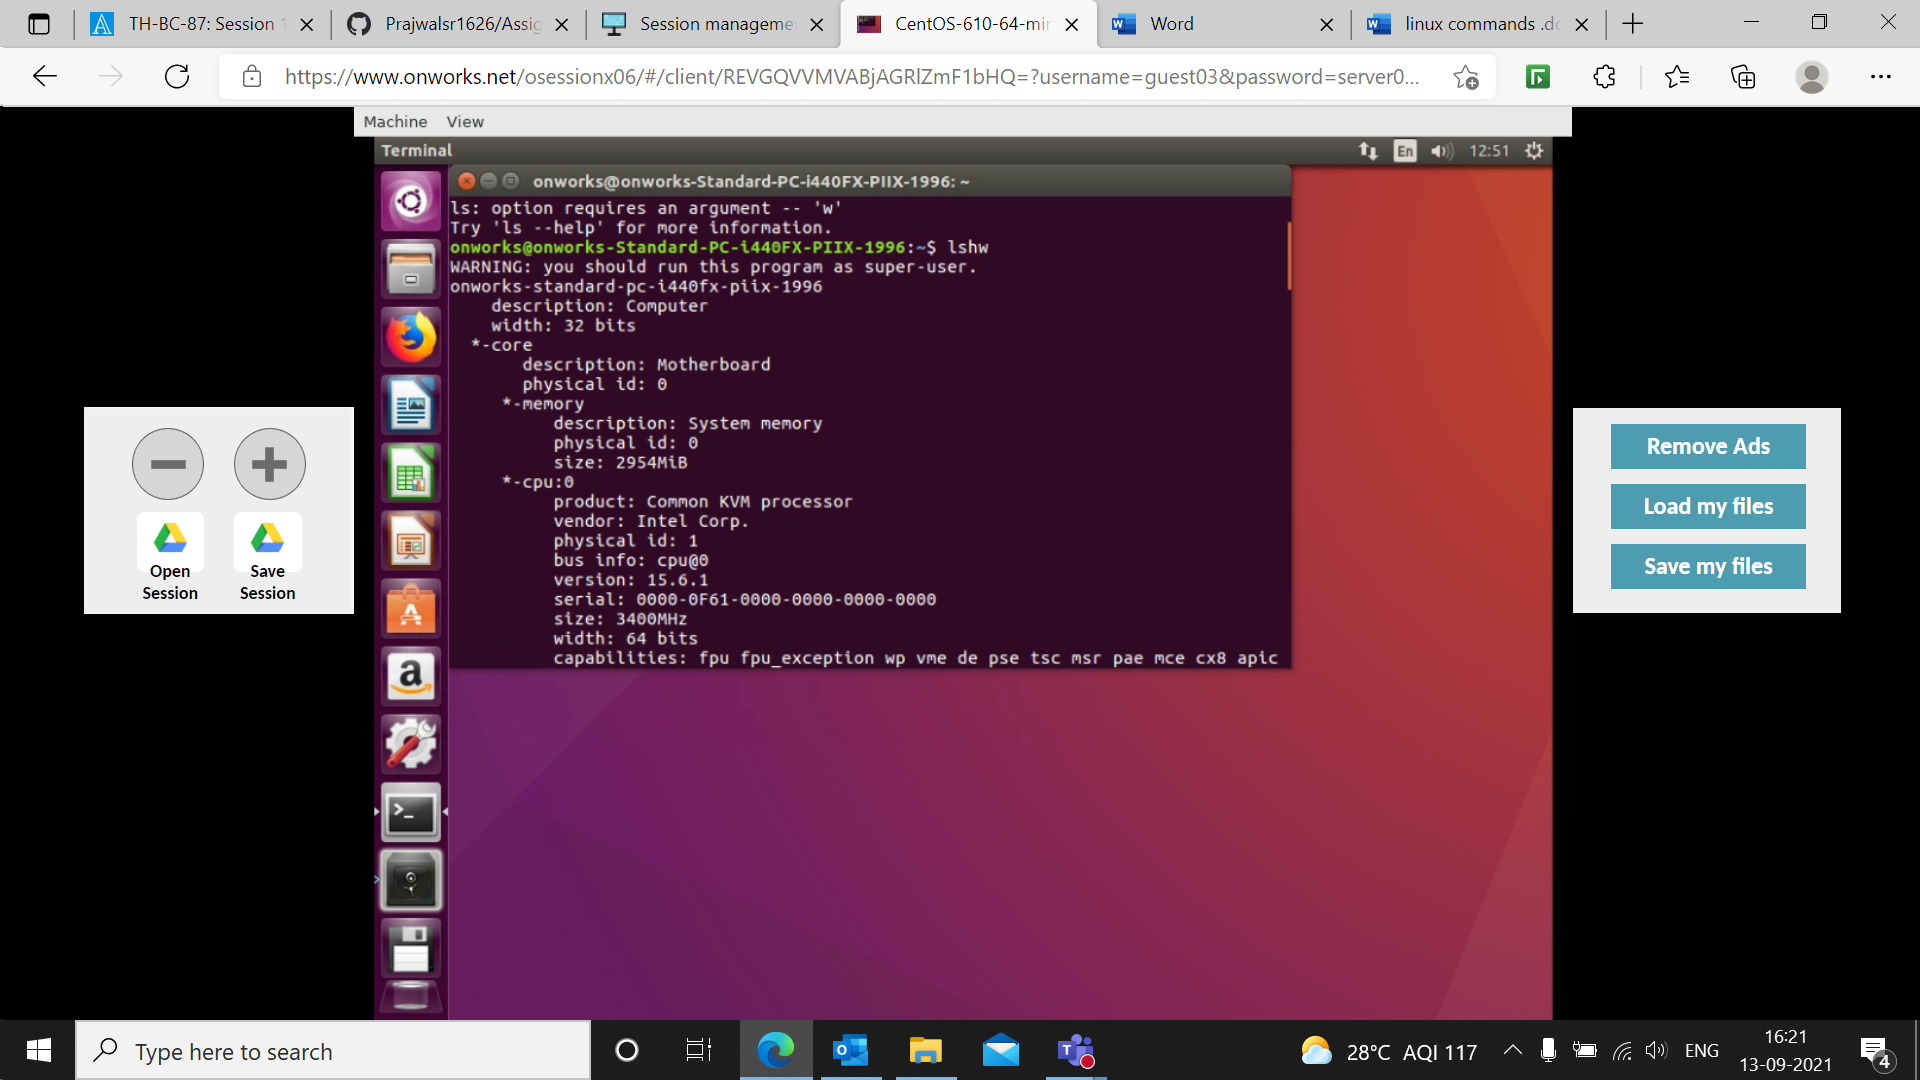 TH-BC-87: Session 1
Prajwalsr1626/Assig
Session manageme
CentOS-610-64-mi
Word
linux commands .do
https://www.onworks.net/osessionx06/#/client/REVGQVVMVABjAGRlZmF1bHQ=?username=guest03&password=server0...
Machine View
Terminal
En
12:51
onworks@onworks-Standard-PC-i440FX-PIIX-1996: ~
ls: option requires an argument -- 'w'
Try 'ls --help' for more information.
onworks@onworks-Standard-PC-i440FX-PIIX-1996:~$ lshw
WARNING: you should run this program as super-user.
onworks-standard-pc-i440fx-piix-1996
description: Computer
width: 32 bits
*-core
description: Motherboard
physical id: 0
*-memory
description: System memory
physical id: 0
size: 2954MiB
*-cpu:0
product: Common KVM processor
vendor: Intel Corp.
physical id: 1
bus info: cpu@0
version: 15.6.1
serial: 0000-0F61-0000-0000-0000-0000
size: 3400MHz
width: 64 bits
capabilities: fpu fpu_exception wp vme de pse tsc msr pae mce cx8 apic
Open Session
Save Session
Remove Ads
Load my files
Save my files
Type here to search
28°C AQI 117
ENG
16:21
13-09-2021
4